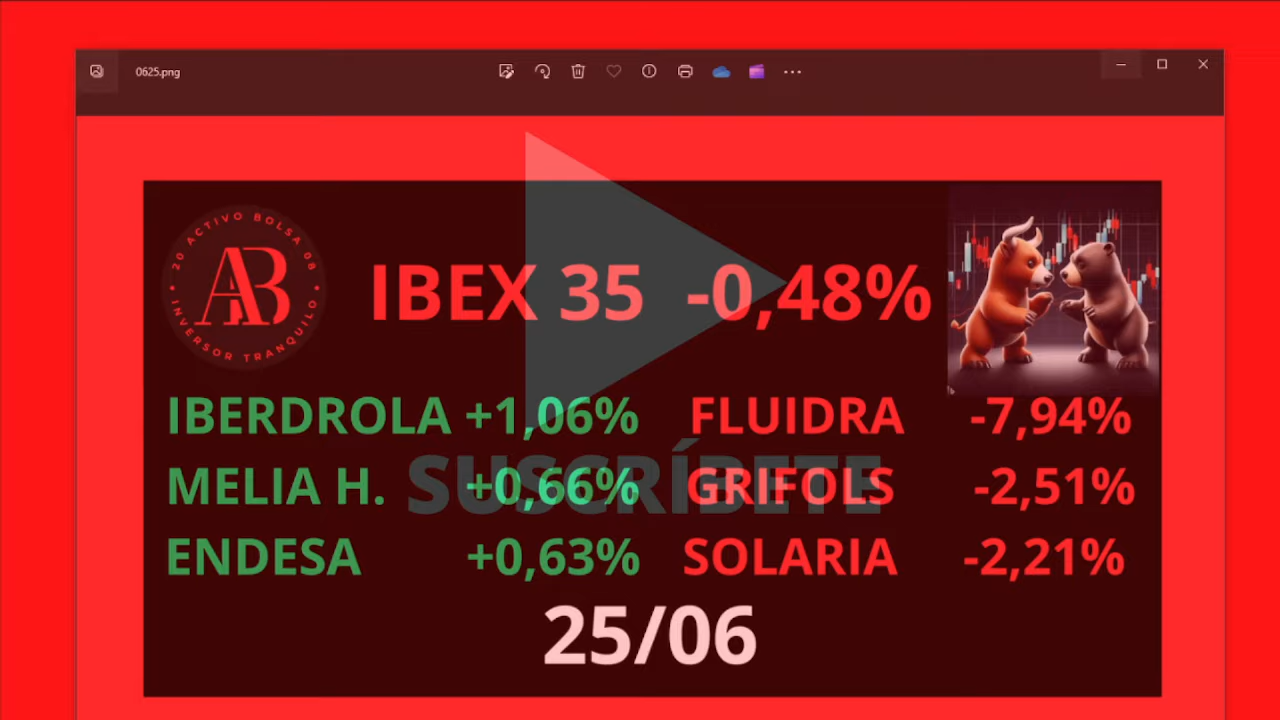 0625.png
20 ACTIVO BOLSA 08
AB
INVERSOR TRANQUILO
IBEX 35 -0,48%
IBERDROLA +1,06% FLUIDRA -7,94%
MELIA H. +0,66% GRIFOLS -2,51%
SUSCRÍBETE
ENDESA +0,63% SOLARIA -2,21%
25/06